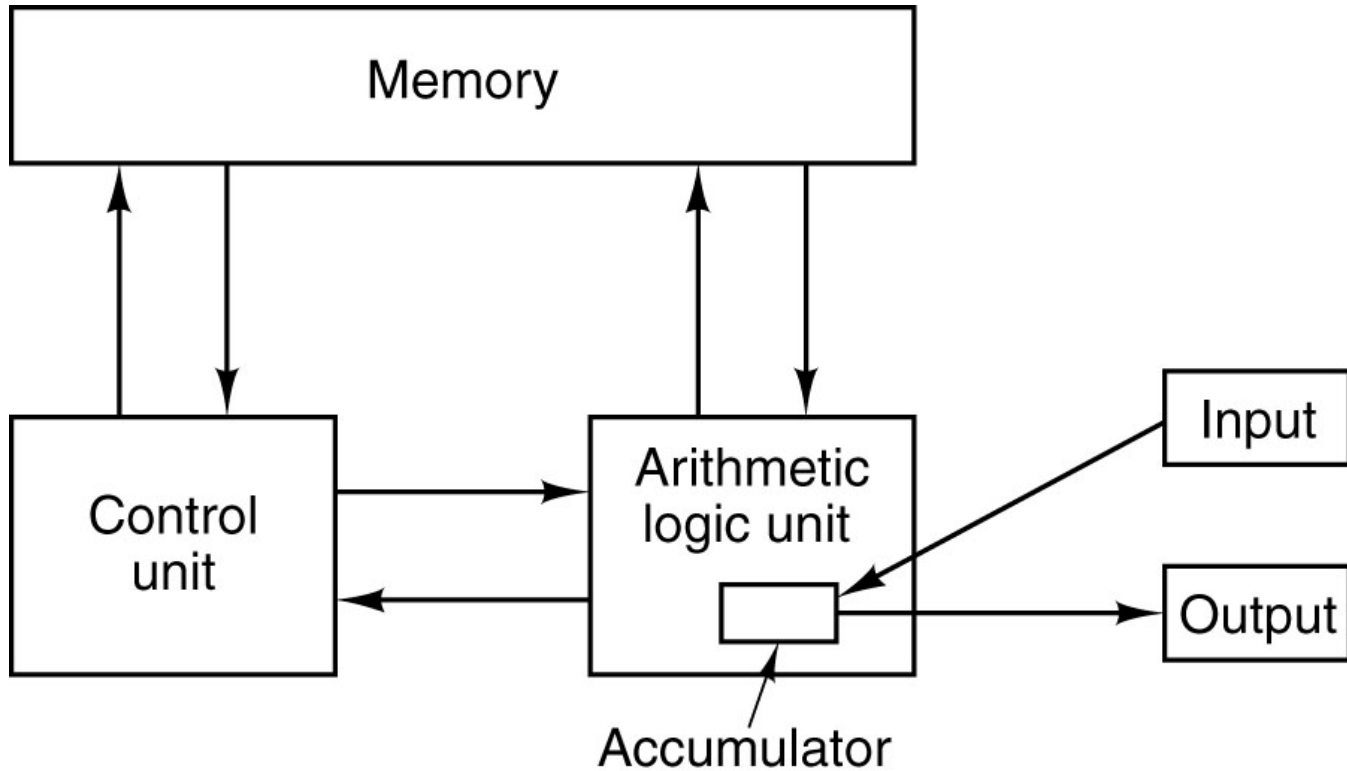 Memory
Control
unit
Arithmetic
logic unit
Input
Output
Accumulator